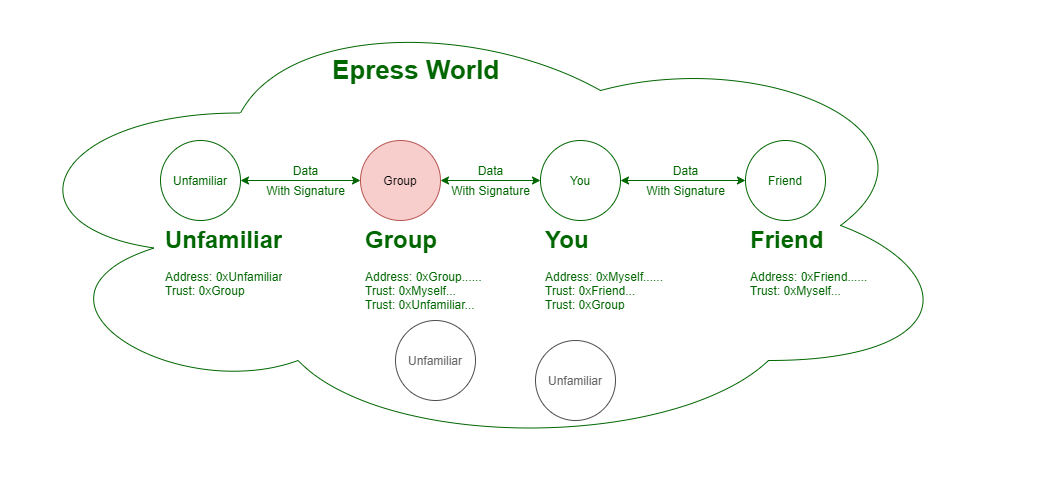 Epress World
Unfamiliar
Data
With Signature
Group
Data
With Signature
You
Data
With Signature
Friend
Unfamiliar
Address: 0xUnfamiliar
Trust: 0xGroup
Group
Address: 0xGroup......
Trust: 0xMyself...
Trust: 0xUnfamiliar...
You
Address: 0xMyself......
Trust: 0xFriend...
Trust: 0xGroup
Friend
Address: 0xFriend......
Trust: 0xMyself...
Unfamiliar
Unfamiliar